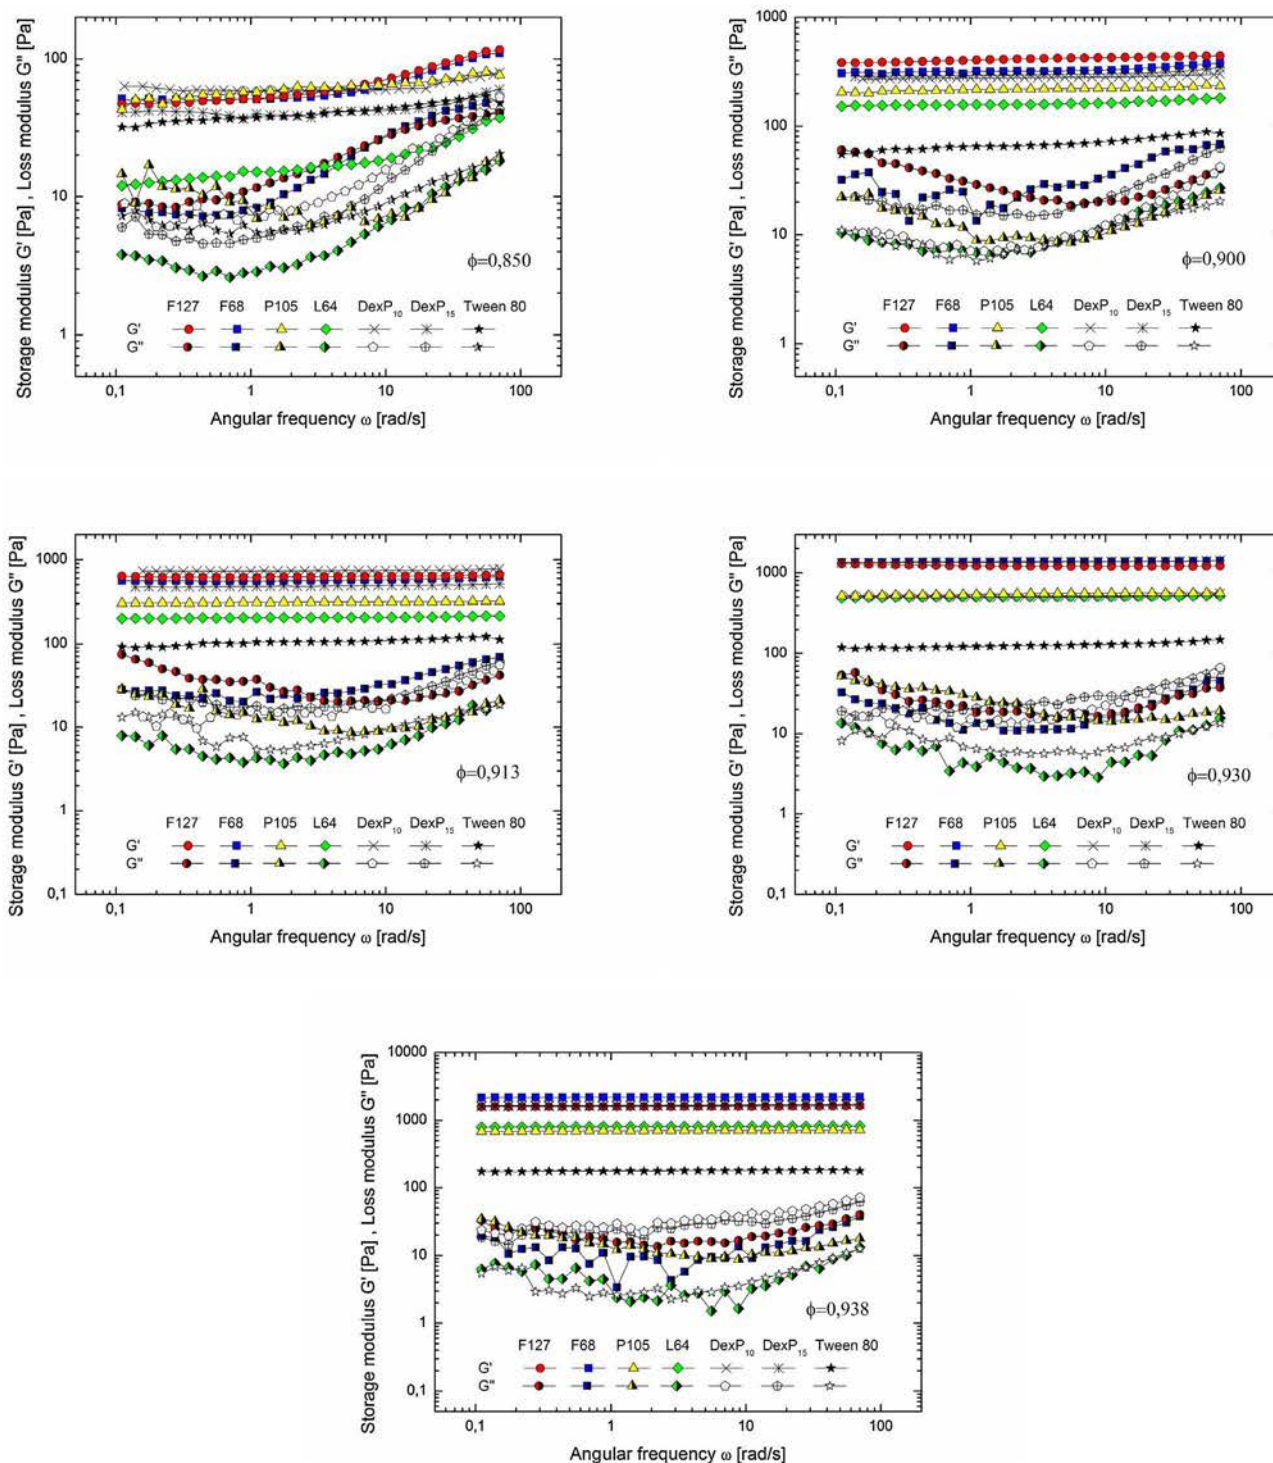 Storage modulus G' [Pa] , Loss modulus G'' [Pa]
100
10
1
ϕ=0,850
F127 F68 P105 L64 DexP10 DexP15 Tween 80
G'
G''
0,1 1 10 100
Angular frequency ω [rad/s]
Storage modulus G' [Pa] , Loss modulus G'' [Pa]
1000
100
10
1
ϕ=0,900
F127 F68 P105 L64 DexP10 DexP15 Tween 80
G'
G''
0,1 1 10 100
Angular frequency ω [rad/s]
Storage modulus G' [Pa] , Loss modulus G'' [Pa]
1000
100
10
1
0,1
ϕ=0,913
F127 F68 P105 L64 DexP10 DexP15 Tween 80
G'
G''
0,1 1 10 100
Angular frequency ω [rad/s]
Storage modulus G' [Pa] , Loss modulus G'' [Pa]
1000
100
10
1
0,1
ϕ=0,930
F127 F68 P105 L64 DexP10 DexP15 Tween 80
G'
G''
0,1 1 10 100
Angular frequency ω [rad/s]
Storage modulus G' [Pa] , Loss modulus G'' [Pa]
10000
1000
100
10
1
0,1
ϕ=0,938
F127 F68 P105 L64 DexP10 DexP15 Tween 80
G'
G''
0,1 1 10 100
Angular frequency ω [rad/s]